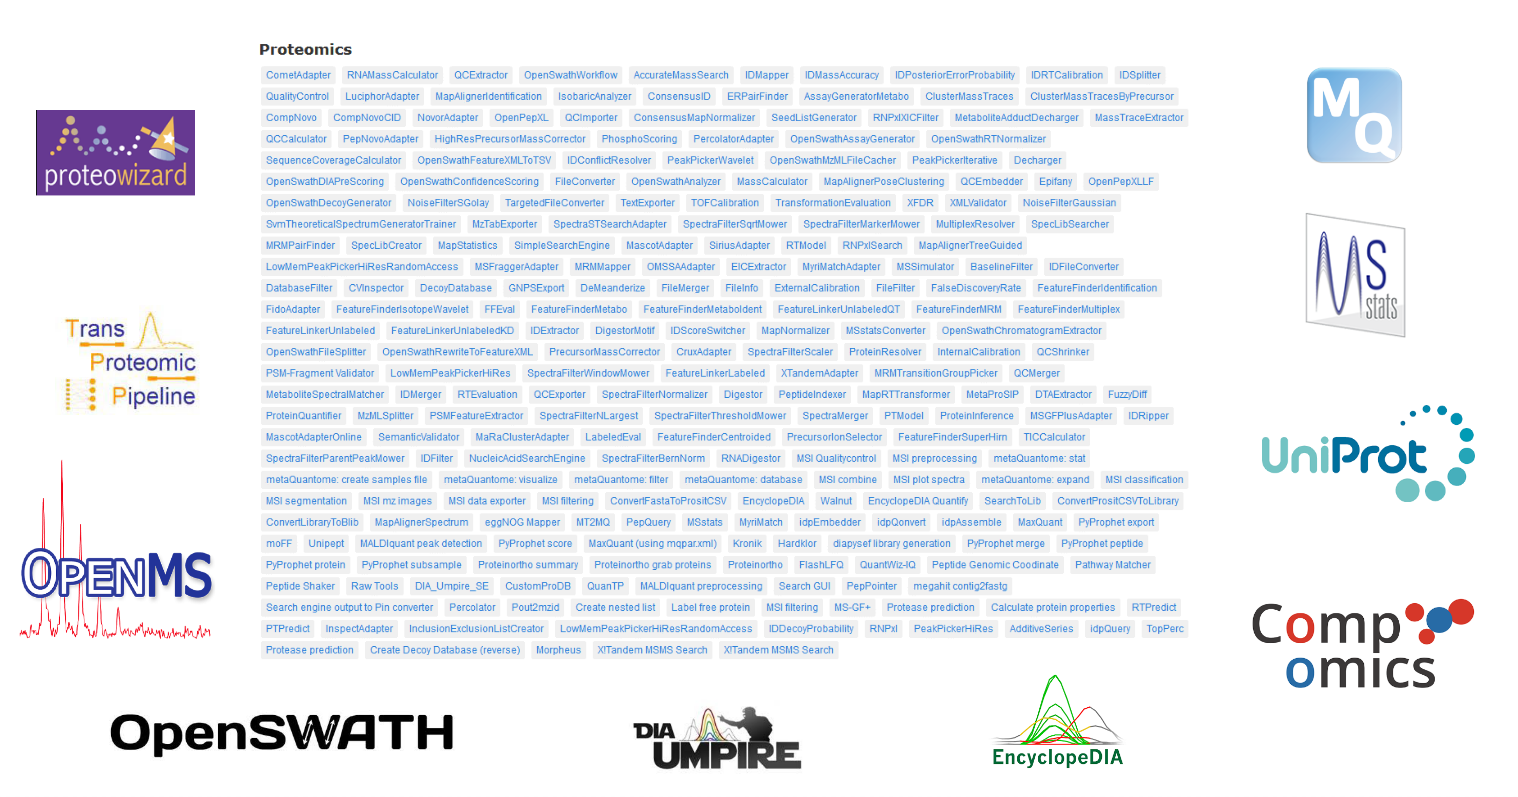 Proteomics
CometAdapter RNAMassCalculator QCExtractor OpenSwathWorkflow AccurateMassSearch IDMapper IDMassAccuracy IDPosteriorErrorProbability IDRTCalibration IDSplitter
QualityControl LuciphorAdapter MapAlignerIdentification IsobaricAnalyzer ConsensusID ERPairFinder AssayGeneratorMetabo ClusterMassTraces ClusterMassTracesByPrecursor
CompNovo CompNovoCID NovorAdapter OpenPepXL QCImporter ConsensusMapNormalizer SeedListGenerator RNPxlXICFilter MetaboliteAdductDecharger MassTraceExtractor
QCCalculator PepNovoAdapter HighResPrecursorMassCorrector PhosphoScoring PercolatorAdapter OpenSwathAssayGenerator OpenSwathRTNormalizer
SequenceCoverageCalculator OpenSwathFeatureXMLToTSV IDConflictResolver PeakPickerWavelet OpenSwathMzMLFileCacher PeakPickerIterative Decharger
OpenSwathDIAPreScoring OpenSwathConfidenceScoring FileConverter OpenSwathAnalyzer MassCalculator MapAlignerPoseClustering QCEmbedder Epifany OpenPepXLLF
OpenSwathDecoyGenerator NoiseFilterSGolay TargetedFileConverter TextExporter TOFCalibration TransformationEvaluation XFDR XMLValidator NoiseFilterGaussian
SvmTheoreticalSpectrumGeneratorTrainer MzTabExporter SpectraSTSearchAdapter SpectraFilterSqrtMower SpectraFilterMarkerMower MultiplexResolver SpecLibSearcher
MRMPairFinder SpecLibCreator MapStatistics SimpleSearchEngine MascotAdapter SiriusAdapter RTModel RNPxlSearch MapAlignerTreeGuided
LowMemPeakPickerHiResRandomAccess MSFraggerAdapter MRMMapper OMSSAAdapter EICExtractor MyriMatchAdapter MSSimulator BaselineFilter IDFileConverter
DatabaseFilter CVInspector DecoyDatabase GNPSExport DeMeanderize FileMerger FileInfo ExternalCalibration FileFilter FalseDiscoveryRate FeatureFinderIdentification
FidoAdapter FeatureFinderIsotopeWavelet FFEval FeatureFinderMetabo FeatureFinderMetaboIdent FeatureLinkerUnlabeledQT FeatureFinderMRM FeatureFinderMultiplex
FeatureLinkerUnlabeled FeatureLinkerUnlabeledKD IDExtractor DigestorMotif IDScoreSwitcher MapNormalizer MSstatsConverter OpenSwathChromatogramExtractor
OpenSwathFileSplitter OpenSwathRewriteToFeatureXML PrecursorMassCorrector CruxAdapter SpectraFilterScaler ProteinResolver InternalCalibration QCShrinker
PSM-Fragment Validator LowMemPeakPickerHiRes SpectraFilterWindowMower FeatureLinkerLabeled XTandemAdapter MRMTransitionGroupPicker QCMerger
MetaboliteSpectralMatcher IDMerger RTEvaluation QCExporter SpectraFilterNormalizer Digestor PeptideIndexer MapRTTransformer MetaProSIP DTAExtractor FuzzyDiff
ProteinQuantifier MzMLSplitter PSMFeatureExtractor SpectraFilterNLargest SpectraFilterThresholdMower SpectraMerger PTModel ProteinInference MSGFPlusAdapter IDRipper
MascotAdapterOnline SemanticValidator MaRaClusterAdapter LabeledEval FeatureFinderCentroided PrecursorIonSelector FeatureFinderSuperHirn TICCalculator
SpectraFilterParentPeakMower IDFilter NucleicAcidSearchEngine SpectraFilterBernNorm RNADigestor MSI Qualitycontrol MSI preprocessing metaQuantome: stat
metaQuantome: create samples file metaQuantome: visualize metaQuantome: filter metaQuantome: database MSI combine MSI plot spectra metaQuantome: expand MSI classification
MSI segmentation MSI mz images MSI data exporter MSI filtering ConvertFastaToPrositCSV EncyclopeDIA Walnut EncyclopeDIA Quantify SearchToLib ConvertPrositCSVToLibrary
ConvertLibraryToBlib MapAlignerSpectrum eggNOG Mapper MT2MQ PepQuery MSstats MyriMatch idpEmbedder idpQonvert idpAssemble MaxQuant PyProphet export
moFF Unipept MALDIquant peak detection PyProphet score MaxQuant (using mqpar.xml) Kronik Hardklor diapysef library generation PyProphet merge PyProphet peptide
PyProphet protein PyProphet subsample Proteinortho summary Proteinortho grab proteins Proteinortho FlashLFQ QuantWiz-IQ Peptide Genomic Coodinate Pathway Matcher
Peptide Shaker Raw Tools DIA_Umpire_SE CustomProDB QuanTP MALDIquant preprocessing Search GUI PepPointer megahit contig2fastg
Search engine output to Pin converter Percolator Pout2mzid Create nested list Label free protein MSI filtering MS-GF+ Protease prediction Calculate protein properties RTPredict
PTPredict InspectAdapter InclusionExclusionListCreator LowMemPeakPickerHiResRandomAccess IDDecoyProbability RNPxl PeakPickerHiRes AdditiveSeries idpQuery TopPerc
Protease prediction Create Decoy Database (reverse) Morpheus X!Tandem MSMS Search X!Tandem MSMS Search
proteowizard
Trans
Proteomic
Pipeline
OPENMS
OpenSWATH
DIA
UMPIRE
EncyclopeDIA
MQ
MS
stats
UniProt
Comp
omics